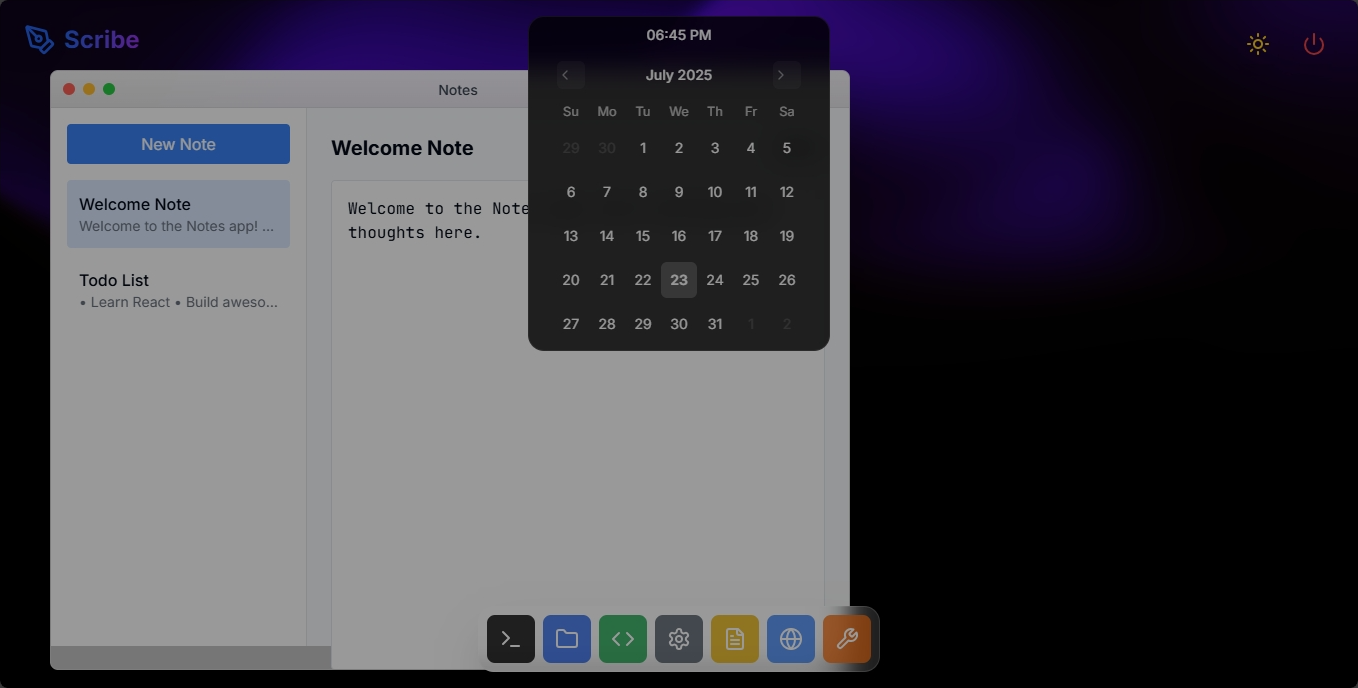 Scribe
06:45 PM
July 2025
Su Mo Tu We Th Fr Sa
29 30 1 2 3 4 5
6 7 8 9 10 11 12
13 14 15 16 17 18 19
20 21 22 23 24 25 26
27 28 29 30 31 1 2
Notes
New Note
Welcome Note
Welcome to the Notes app! ...
Todo List
• Learn React • Build aweso...
Welcome Note
Welcome to the Note
thoughts here.